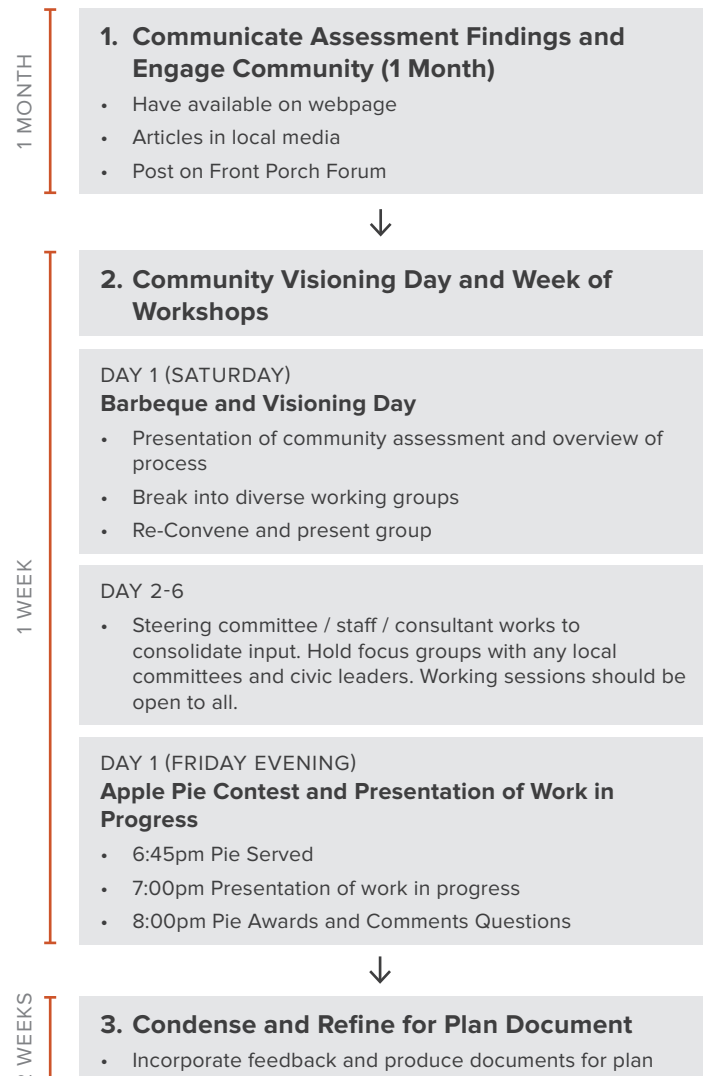 1 MONTH
1. Communicate Assessment Findings and
Engage Community (1 Month)
• Have available on webpage
• Articles in local media
• Post on Front Porch Forum
1 WEEK
2. Community Visioning Day and Week of
Workshops
DAY 1 (SATURDAY)
Barbeque and Visioning Day
• Presentation of community assessment and overview of
process
• Break into diverse working groups
• Re-Convene and present group
DAY 2-6
• Steering committee / staff / consultant works to
consolidate input. Hold focus groups with any local
committees and civic leaders. Working sessions should be
open to all.
DAY 1 (FRIDAY EVENING)
Apple Pie Contest and Presentation of Work in
Progress
• 6:45pm Pie Served
• 7:00pm Presentation of work in progress
• 8:00pm Pie Awards and Comments Questions
WEEKS
3. Condense and Refine for Plan Document
• Incorporate feedback and produce documents for plan